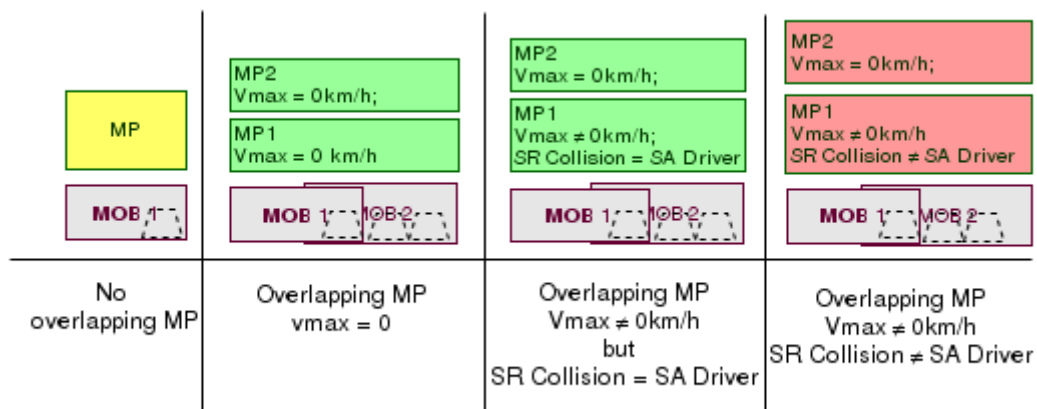 MP
MOB 1
No
overlapping MP
MP2
Vmax = 0km/h;
MP1
Vmax = 0 km/h
MOB 1
MOB 2
Overlapping MP
vmax = 0
MP2
Vmax = 0km/h;
MP1
Vmax ≠ 0km/h;
SR Collision = SA Driver
MOB 1
MOB 2
Overlapping MP
Vmax ≠ 0km/h
but
SR Collision = SA Driver
MP2
Vmax = 0km/h;
MP1
Vmax ≠ 0km/h
SR Collision ≠ SA Driver
MOB 1
MOB 2
Overlapping MP
Vmax ≠ 0km/h
SR Collision ≠ SA Driver